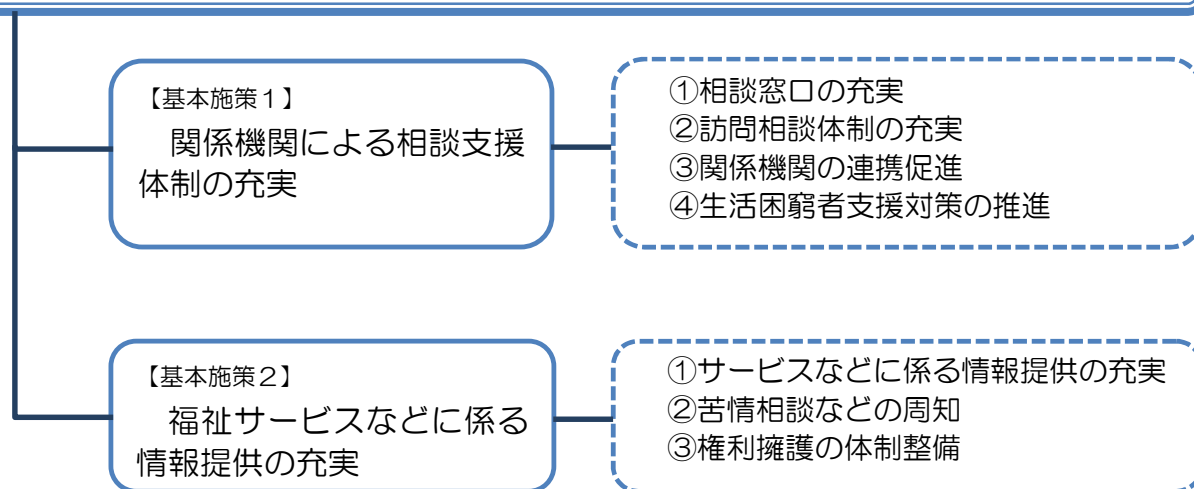 【基本施策１】
関係機関による相談支援
体制の充実
①相談窓口の充実
②訪問相談体制の充実
③関係機関の連携促進
④生活困窮者支援対策の推進
【基本施策２】
福祉サービスなどに係る
情報提供の充実
①サービスなどに係る情報提供の充実
②苦情相談などの周知
③権利擁護の体制整備